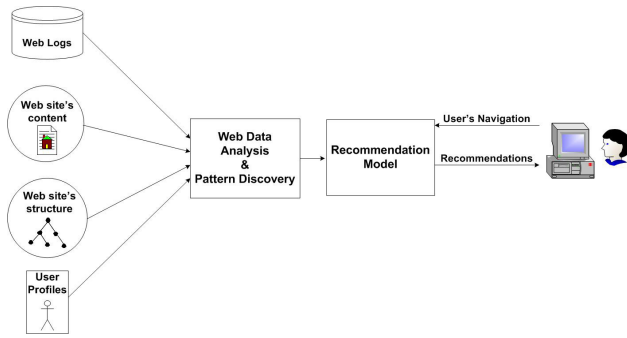 Web Logs
Web site's
content
Web site's
structure
User
Profiles
Web Data
Analysis
&
Pattern Discovery
Recommendation
Model
User's Navigation
Recommendations